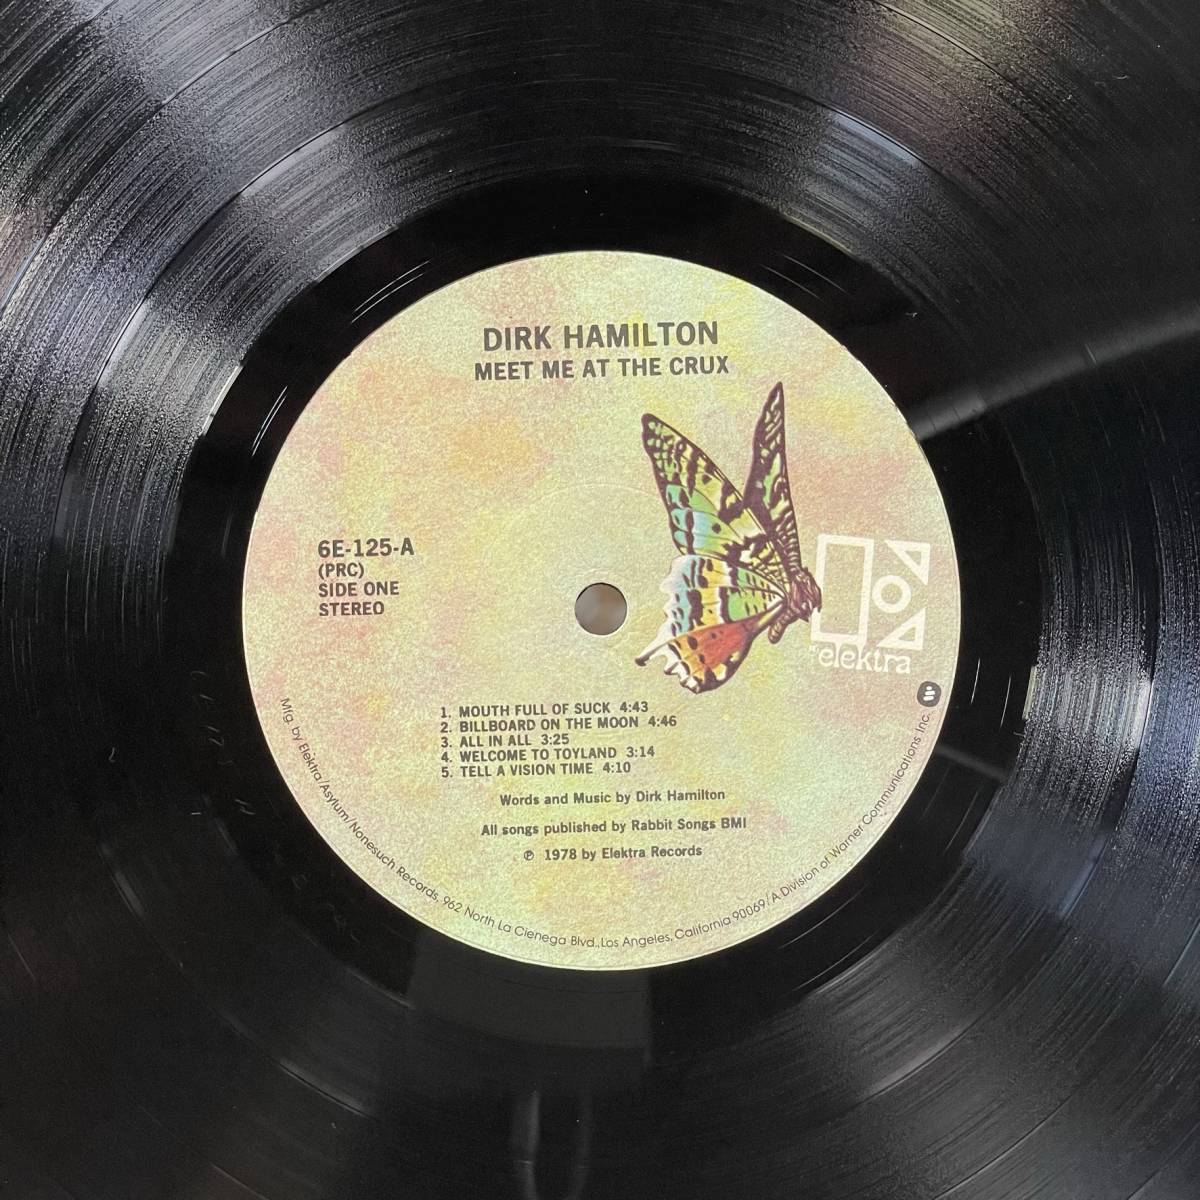 DIRK HAMILTON
MEET ME AT THE CRUX
6E-125-A
(PRC)
SIDE ONE
STEREO
elektra
1. MOUTH FULL OF SUCK 4:43
2. BILLBOARD ON THE MOON 4:46
3. ALL IN ALL 3:25
4. WELCOME TO TOYLAND 3:14
5. TELL A VISION TIME 4:10
Words and Music by Dirk Hamilton
All songs published by Rabbit Songs BMI
℗ 1978 by Elektra Records
Mfg. by Elektra/Asylum/Nonesuch Records, 962 North La Cienega Blvd., Los Angeles, California 90069/A Division of Warner Communications Inc.